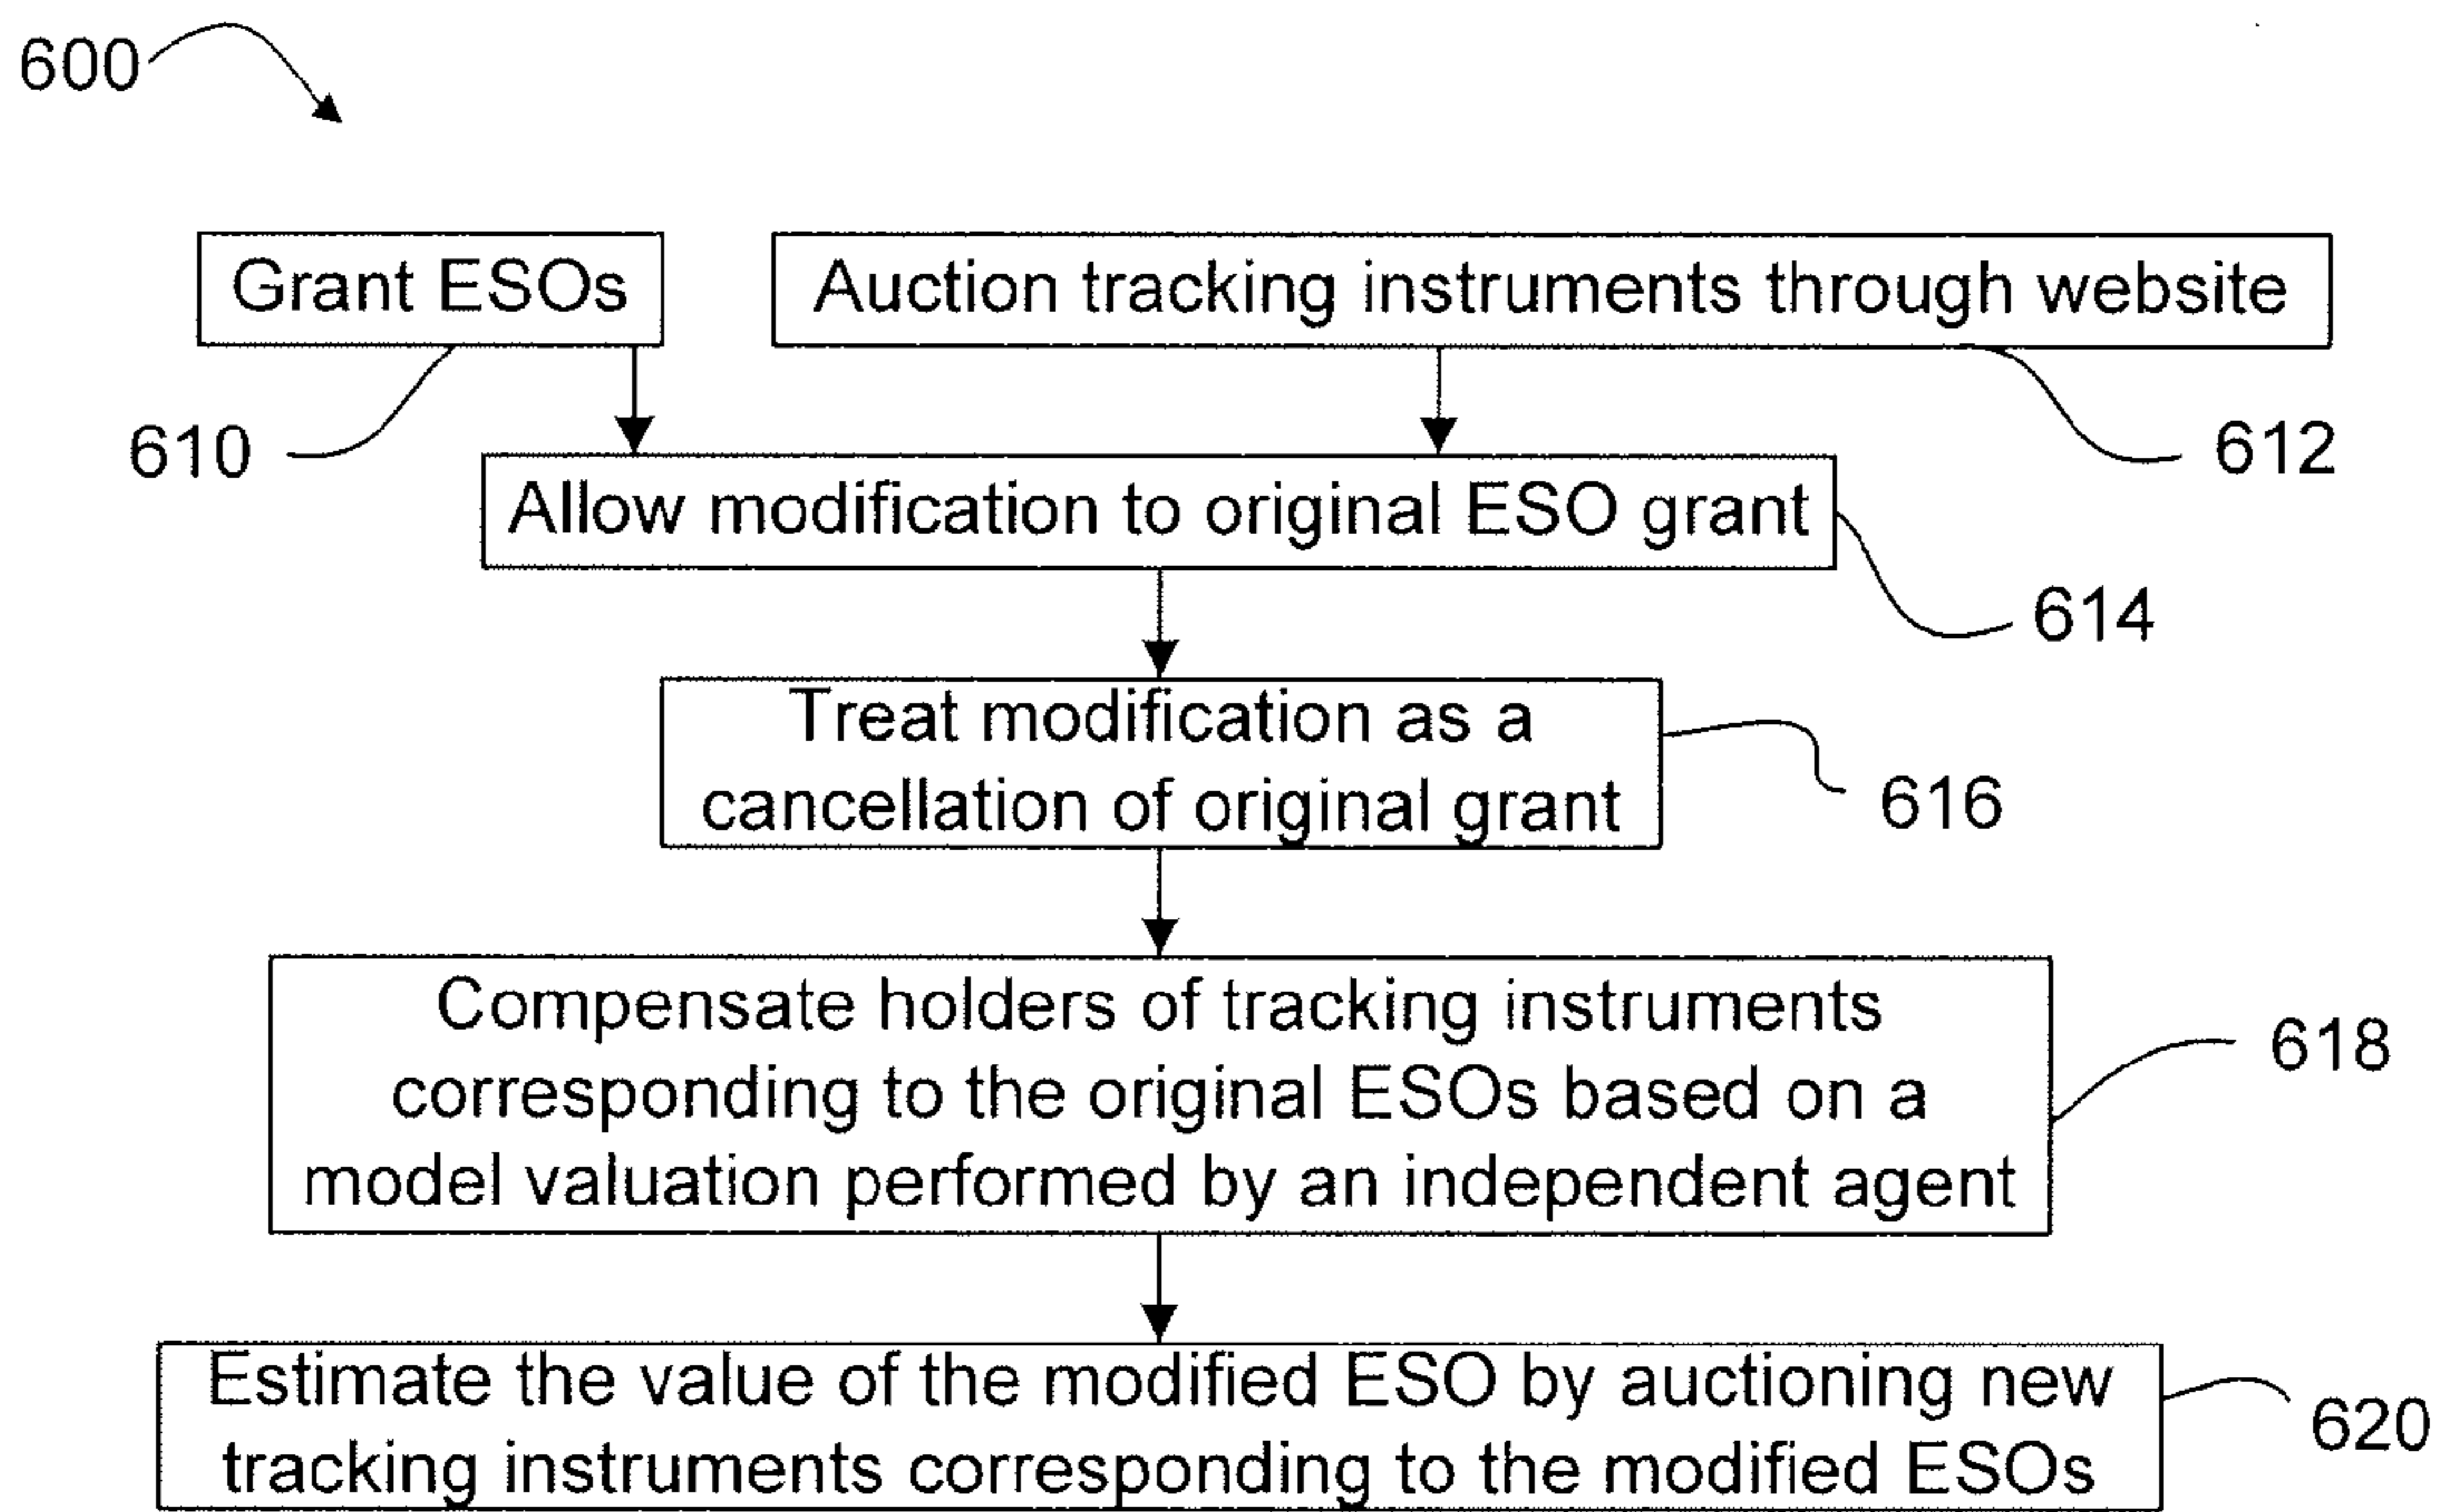 600
Grant ESOs
Auction tracking instruments through website
610
612
Allow modification to original ESO grant
614
Treat modification as a
cancellation of original grant
616
Compensate holders of tracking instruments
corresponding to the original ESOs based on a
model valuation performed by an independent agent
618
Estimate the value of the modified ESO by auctioning new
tracking instruments corresponding to the modified ESOs
620